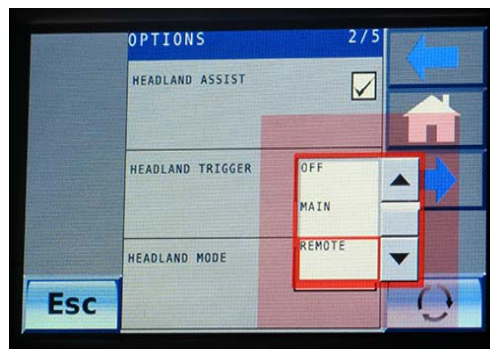 OPTIONS 2/5
HEADLAND ASSIST
HEADLAND TRIGGER
OFF
MAIN
REMOTE
HEADLAND MODE
Esc